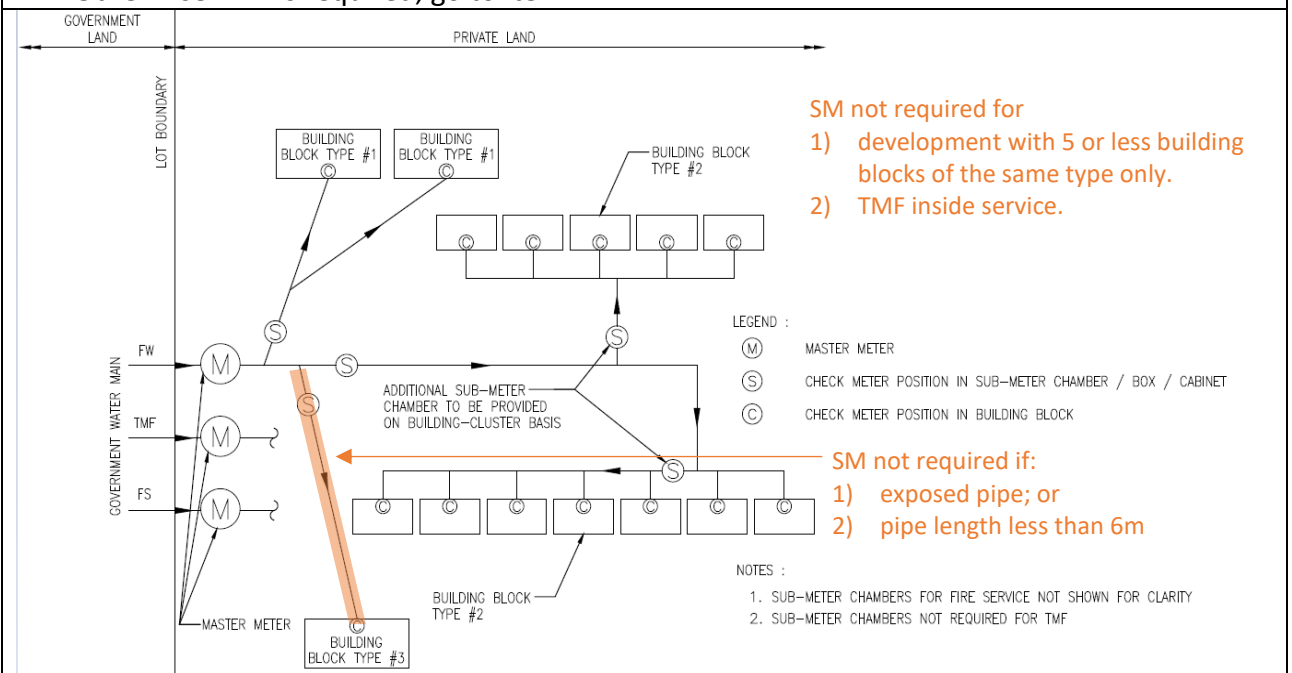 GOVERNMENT
LAND
PRIVATE LAND
LOT BOUNDARY
SM not required for
1) development with 5 or less building
blocks of the same type only.
2) TMF inside service.
BUILDING
BLOCK TYPE #1
C
BUILDING
BLOCK TYPE #1
C
BUILDING BLOCK
TYPE #2
C
C
C
C
C
S
S
LEGEND :
M MASTER METER
S CHECK METER POSITION IN SUB-METER CHAMBER / BOX / CABINET
C CHECK METER POSITION IN BUILDING BLOCK
GOVERNMENT WATER MAIN
FW
M
S
S
ADDITIONAL SUB-METER
CHAMBER TO BE PROVIDED
ON BUILDING-CLUSTER BASIS
TMF
M
FS
M
S
SM not required if:
1) exposed pipe; or
2) pipe length less than 6m
C
C
C
C
C
C
C
BUILDING BLOCK
TYPE #2
NOTES :
1. SUB-METER CHAMBERS FOR FIRE SERVICE NOT SHOWN FOR CLARITY
2. SUB-METER CHAMBERS NOT REQUIRED FOR TMF
MASTER METER
C
BUILDING
BLOCK TYPE #3